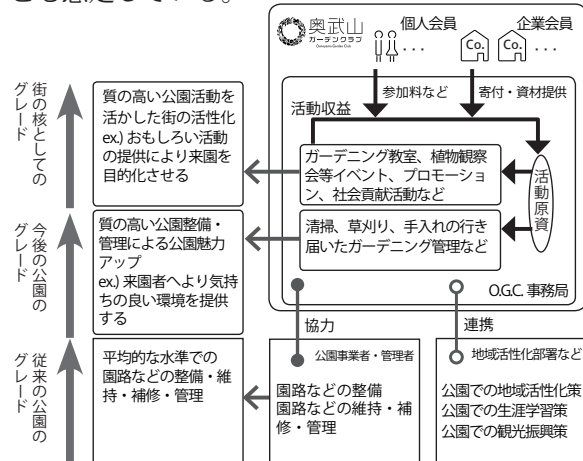 奥武山
ガーデンクラブ
Onoyama Garden Club
個人会員
企業会員
・・・
Co.
Co.
・・・
参加料など
寄付・資材提供
活動収益
街の核としての
グレード
質の高い公園活動を
活かした街の活性化
ex.) おもしろい活動
の提供により来園を
目的化させる
ガーデニング教室、植物観察
会等イベント、プロモーショ
ン、社会貢献活動など
活動原資
今後の公園の
グレード
質の高い公園整備・
管理による公園魅力
アップ
ex.) 来園者へより気持
ちの良い環境を提供
する
清掃、草刈り、手入れの行き
届いたガーデニング管理など
O.G.C. 事務局
協力
連携
従来の公園の
グレード
平均的な水準での
園路などの整備・維
持・補修・管理
公園事業者・管理者
園路などの整備
園路などの維持・補
修・管理
地域活性化部署など
公園での地域活性化策
公園での生涯学習策
公園での観光振興策